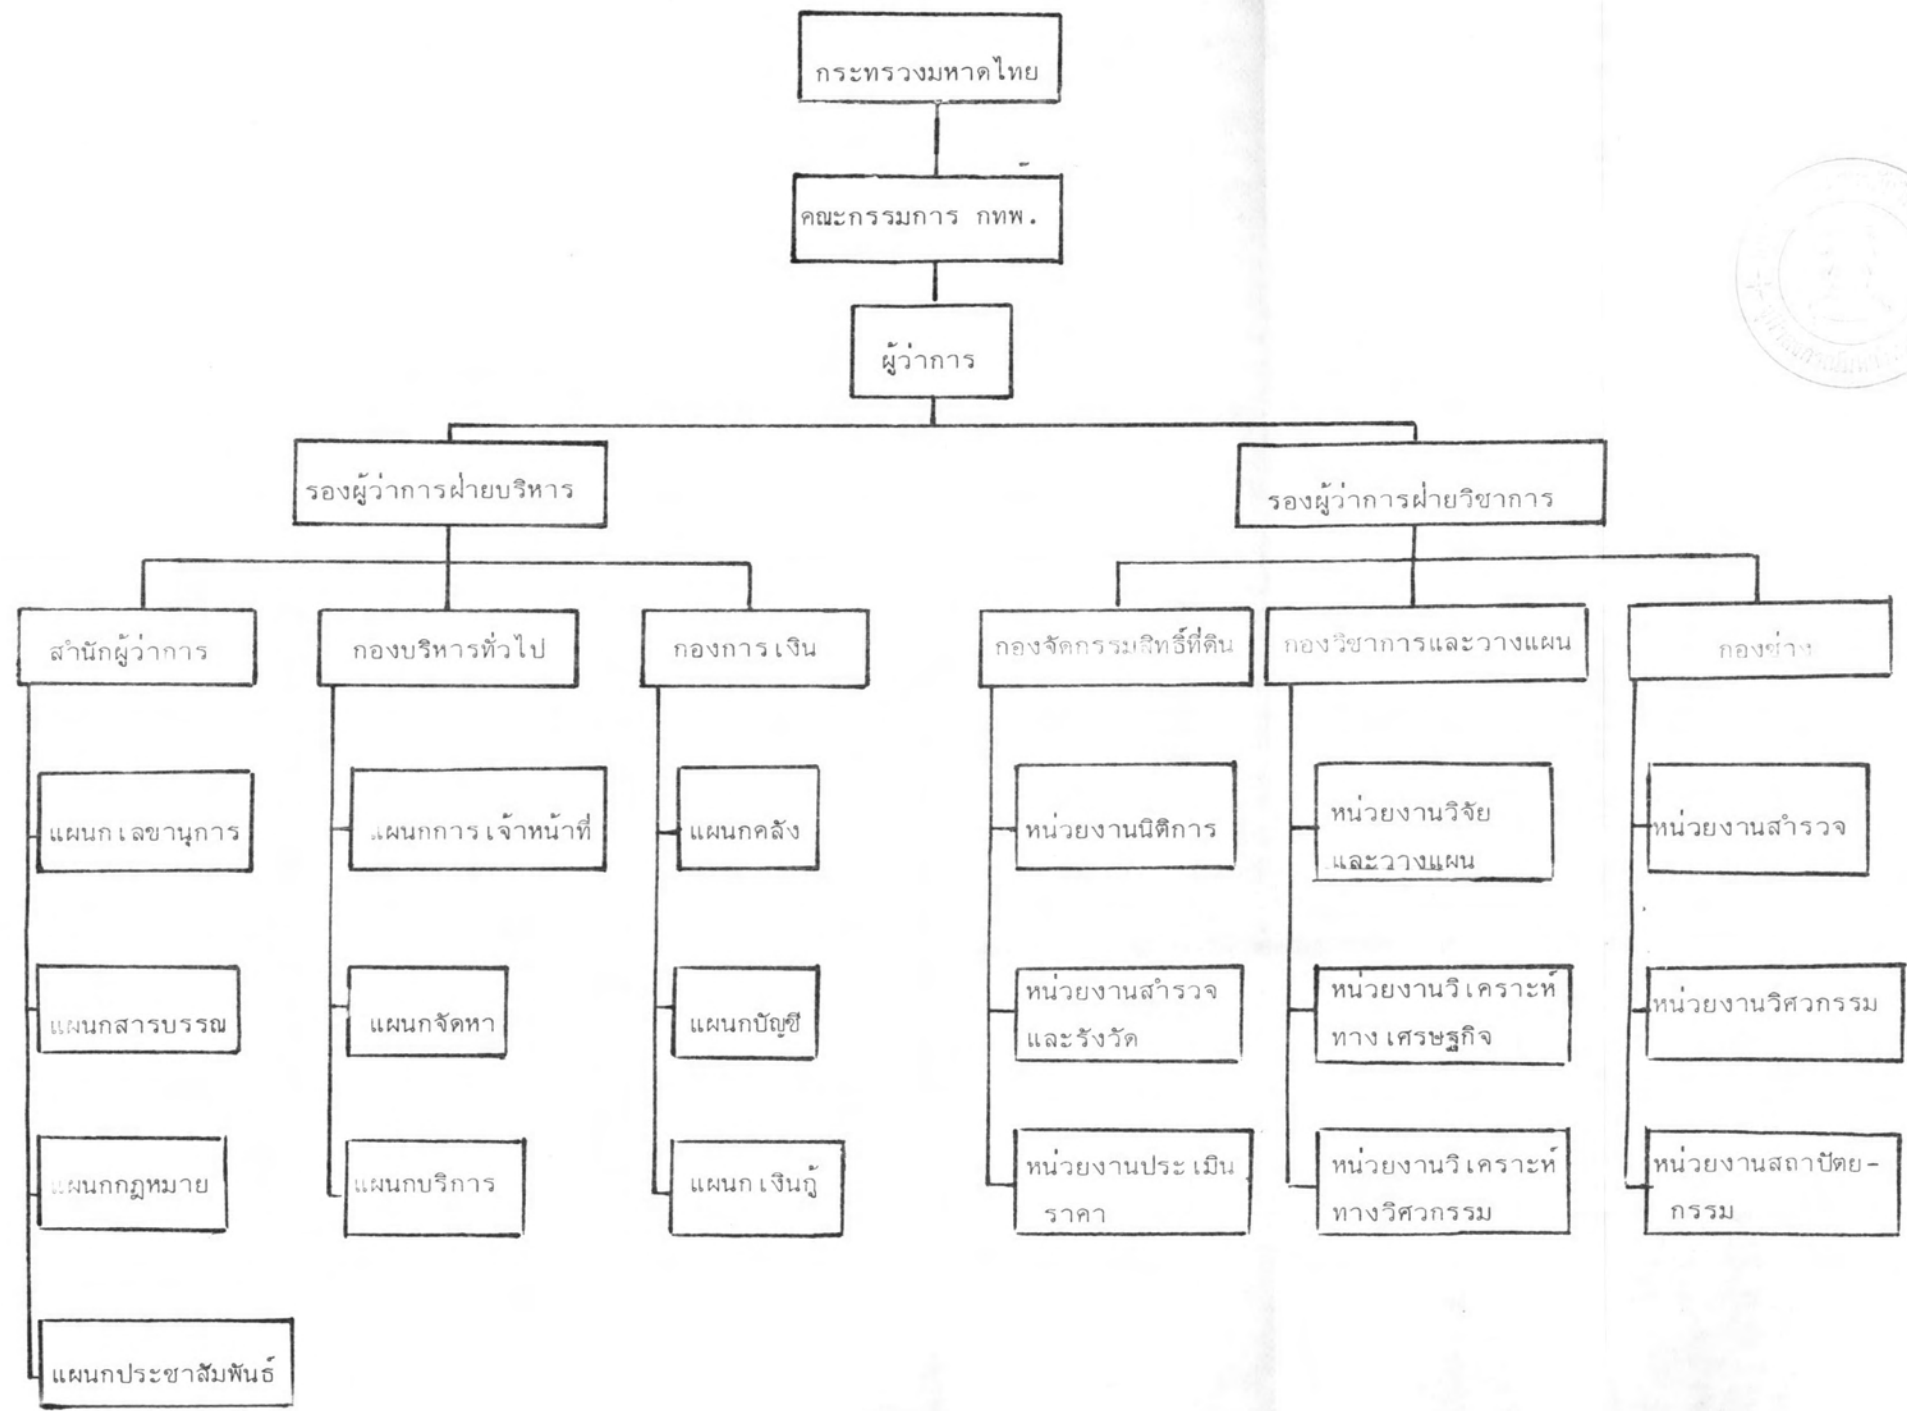 กระทรวงมหาดไทย
คณะกรรมการ กทพ.
ผู้ว่าการ
รองผู้ว่าการฝ่ายบริหาร
รองผู้ว่าการฝ่ายวิชาการ
สำนักผู้ว่าการ
กองบริหารทั่วไป
กองการเงิน
กองจัดกรรมสิทธิ์ที่ดิน
กองวิชาการและวางแผน
กองช่าง
แผนกเลขานุการ
แผนกการเจ้าหน้าที่
แผนกคลัง
หน่วยงานนิติการ
หน่วยงานวิจัย
และวางแผน
หน่วยงานสำรวจ
แผนกสารบรรณ
แผนกจัดหา
แผนกบัญชี
หน่วยงานสำรวจ
และรังวัด
หน่วยงานวิเคราะห์
ทางเศรษฐกิจ
หน่วยงานวิศวกรรม
แผนกกฎหมาย
แผนกบริการ
แผนกเงินกู้
หน่วยงานประเมิน
ราคา
หน่วยงานวิเคราะห์
ทางวิศวกรรม
หน่วยงานสถาปัตย-
กรรม
แผนกประชาสัมพันธ์